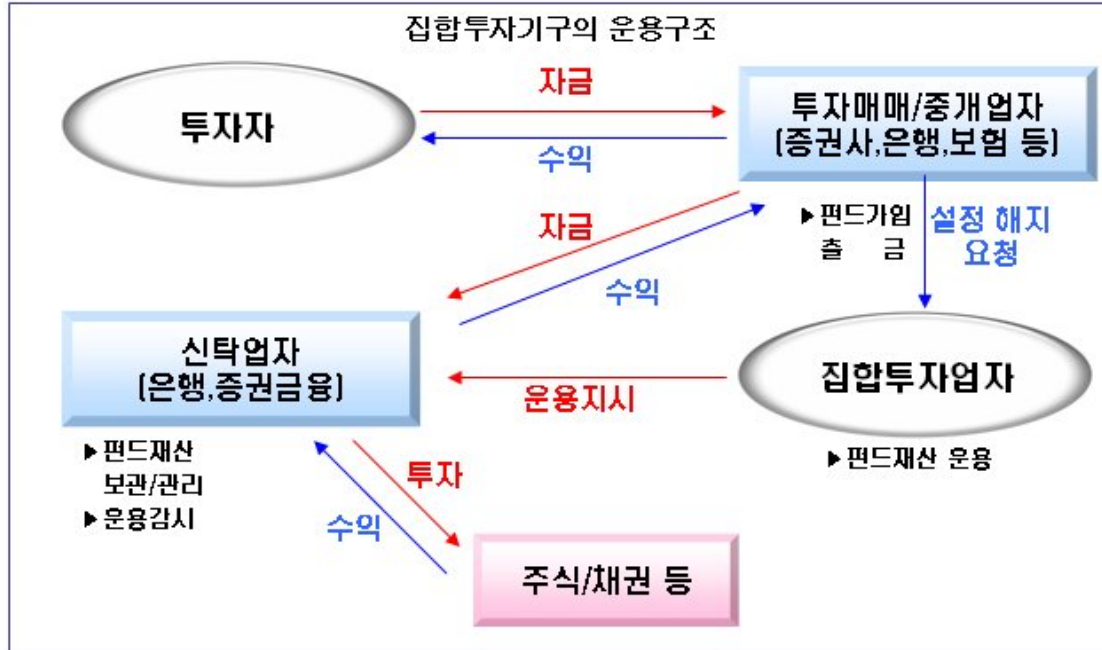 집합투자기구의 운용구조
투자자
자금
수익
투자매매/중개업자
(증권사,은행,보험 등)
▶펀드가입
출 금
설정 해지
요청
자금
수익
신탁업자
(은행,증권금융)
운용지시
집합투자업자
▶펀드재산
보관/관리
▶운용감시
▶펀드재산 운용
투자
수익
주식/채권 등